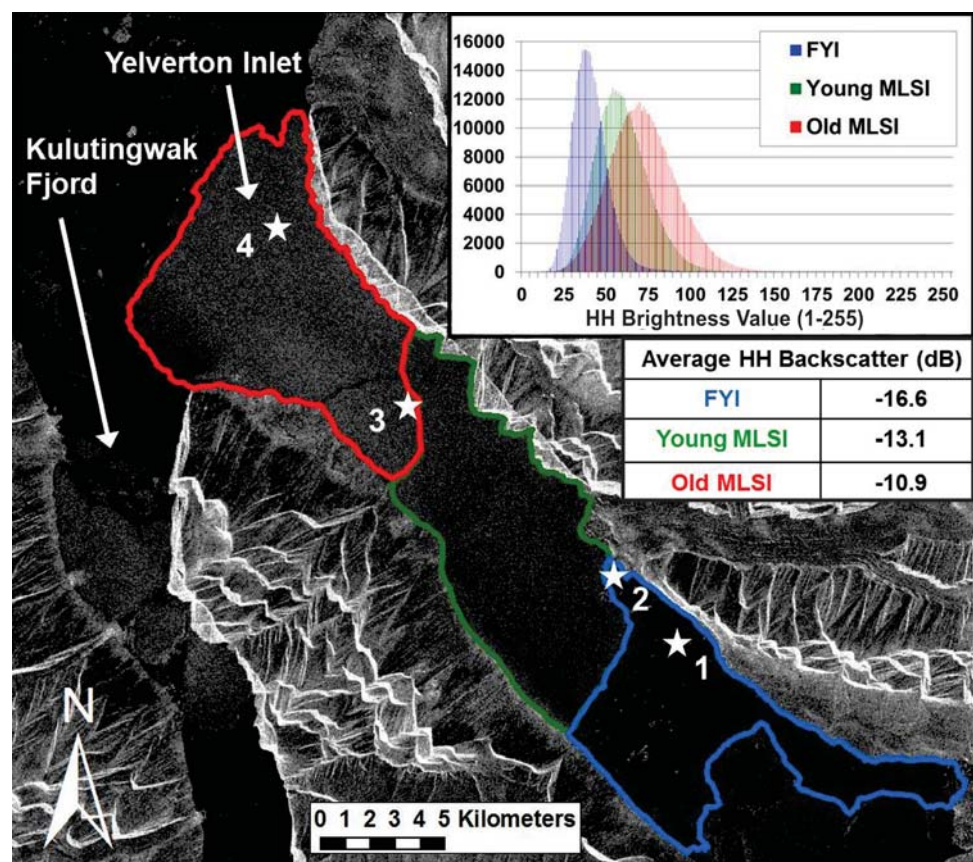 Yelverton Inlet
Kulutingwak
Fjord
4
3
2
1
N
0 1 2 3 4 5 Kilometers
16000
14000
12000
10000
8000
6000
4000
2000
0
0 25 50 75 100 125 150 175 200 225 250
HH Brightness Value (1-255)
FYI
Young MLSI
Old MLSI
Average HH Backscatter (dB)
FYI -16.6
Young MLSI -13.1
Old MLSI -10.9